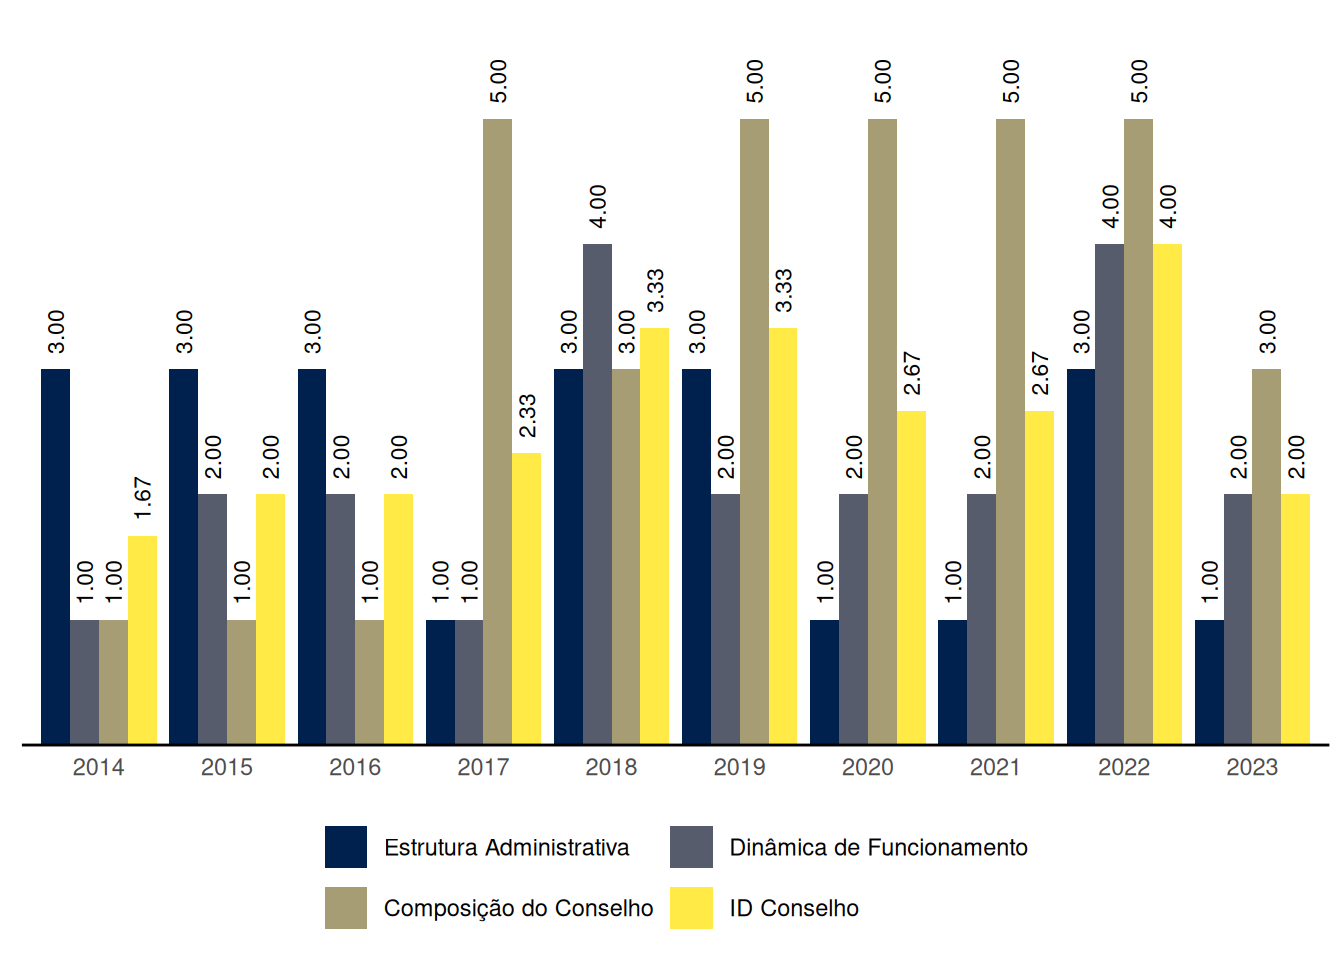 3.00 1.00 1.00 1.67
3.00 2.00 1.00 2.00
3.00 2.00 1.00 2.00
1.00 1.00 5.00 2.33
3.00 4.00 3.00 3.33
3.00 2.00 5.00 3.33
1.00 2.00 5.00 2.67
1.00 2.00 5.00 2.67
3.00 4.00 5.00 4.00
1.00 2.00 3.00 2.00
2014 2015 2016 2017 2018 2019 2020 2021 2022 2023
Estrutura Administrativa Dinâmica de Funcionamento
Composição do Conselho ID Conselho